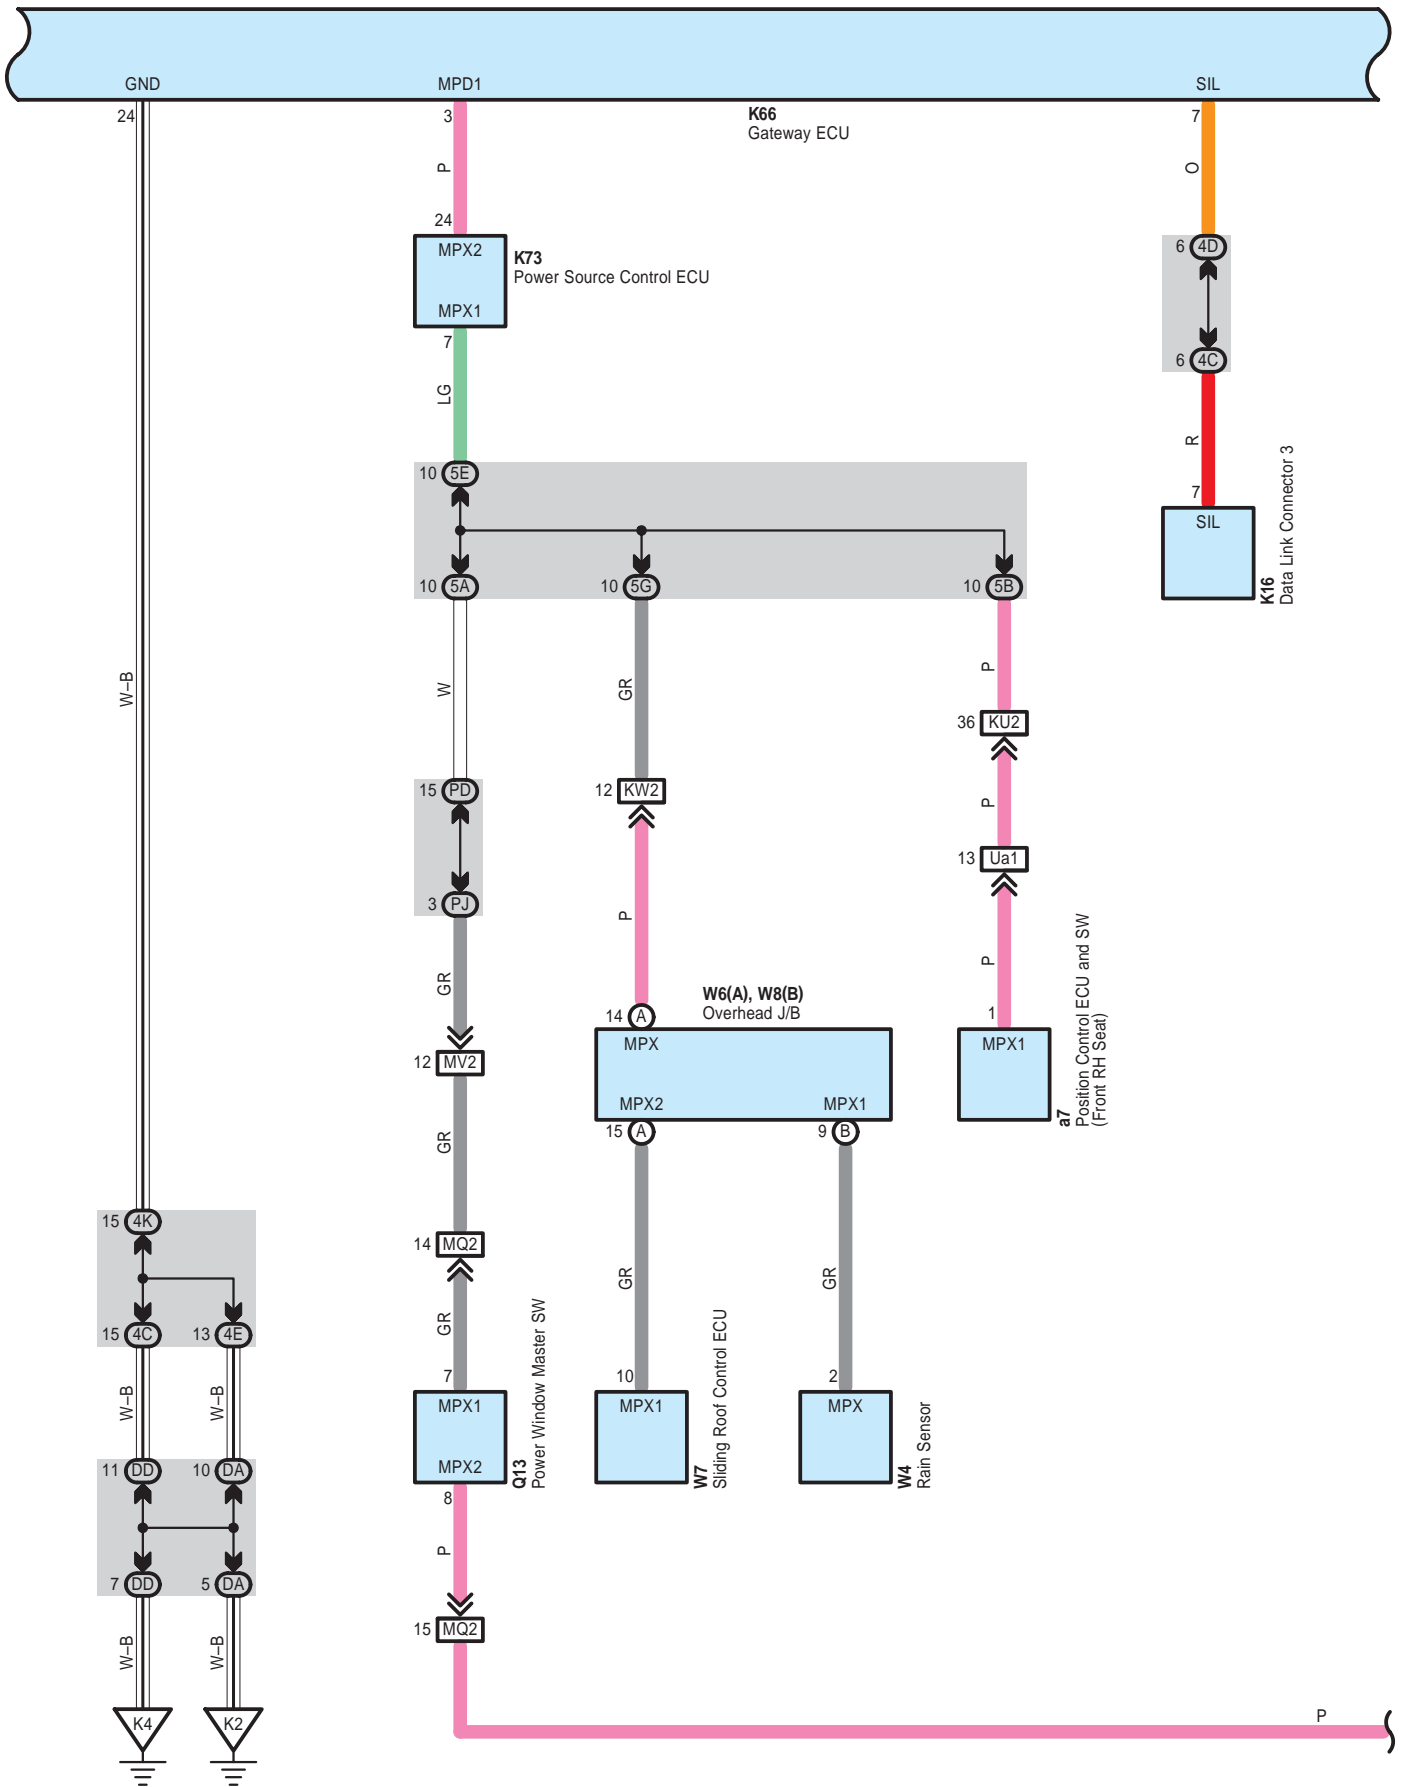 GND
MPD1
SIL
24
3
K66
Gateway ECU
7
P
O
24
MPX2
K73
Power Source Control ECU
MPX1
6 4D
7
6 4C
LG
R
10 5E
7
SIL
K16
Data Link Connector 3
10 5A
10 5G
10 5B
W-B
W
GR
P
36 KU2
15 PD
12 KW2
P
13 Ua1
3 PJ
P
P
GR
W6(A), W8(B)
Overhead J/B
14 A
1
MPX
MPX1
a7
Position Control ECU and SW
(Front RH Seat)
12 MV2
MPX2
MPX1
15 A
9 B
GR
15 4K
14 MQ2
GR
GR
15 4C
13 4E
GR
7
10
2
W-B
W-B
MPX1
MPX2
Q13
Power Window Master SW
MPX1
W7
Sliding Roof Control ECU
MPX
W4
Rain Sensor
11 DD
10 DA
8
P
7 DD
5 DA
15 MQ2
W-B
W-B
K4
K2
P